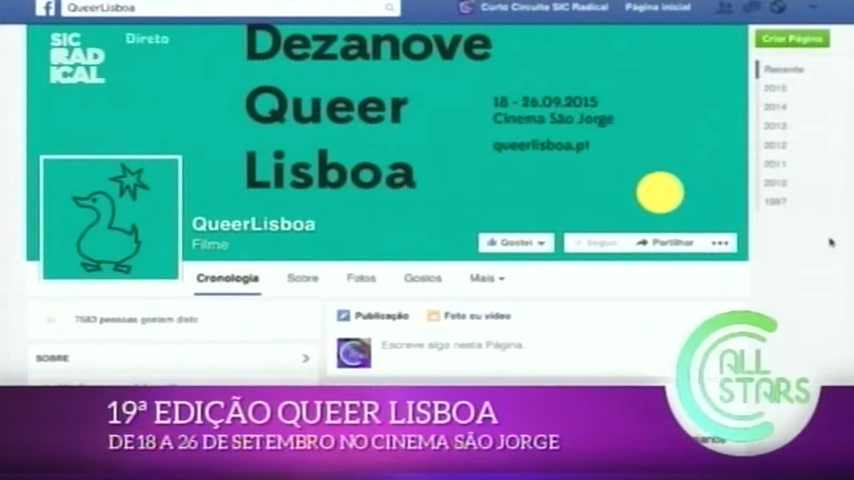 QueerLisboa
Curto Circuito SIC Radical
Página inicial
SIC
RAD
ICAL
Direto
Dezanove
Queer
Lisboa
18 - 26.09.2015
Cinema São Jorge
queerlisboa.pt
Criar Página
Recente
2015
2014
2013
2012
2011
2010
1997
QueerLisboa
Filme
Gostei
Seguir
Partilhar
Cronologia
Sobre
Fotos
Gostos
Mais
7583 pessoas gostam disto
Publicação
Foto ou vídeo
Escreve algo nesta Página...
SOBRE
ALL
STARS
19ª EDIÇÃO QUEER LISBOA
DE 18 A 26 DE SETEMBRO NO CINEMA SÃO JORGE